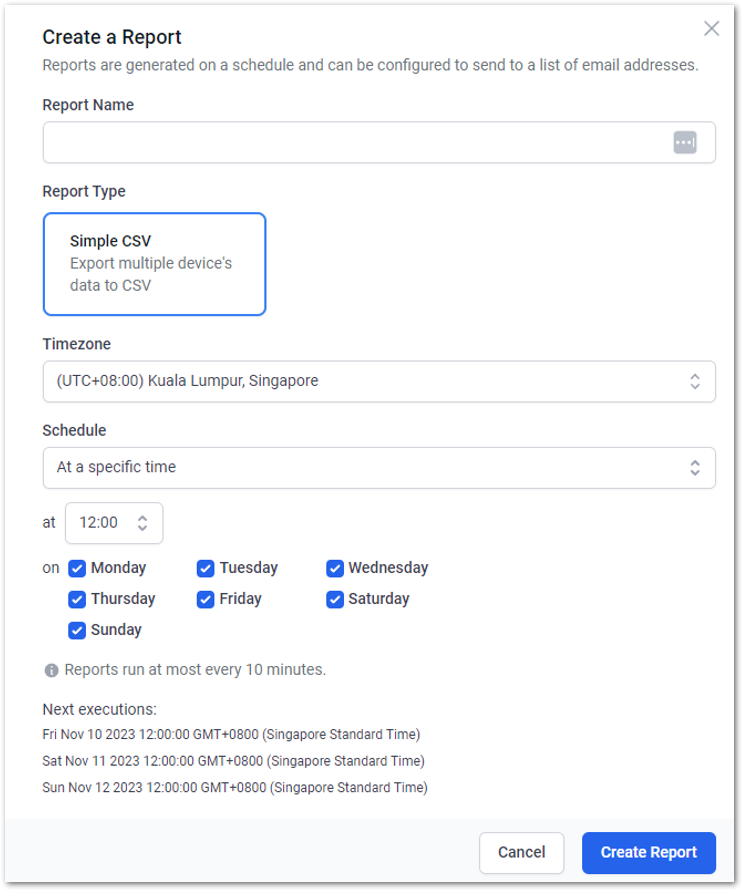 Create a Report
Reports are generated on a schedule and can be configured to send to a list of email addresses.
Report Name
Report Type
Simple CSV
Export multiple device's
data to CSV
Timezone
(UTC+08:00) Kuala Lumpur, Singapore
Schedule
At a specific time
at 12:00
on Monday Tuesday Wednesday
Thursday Friday Saturday
Sunday
Reports run at most every 10 minutes.
Next executions:
Fri Nov 10 2023 12:00:00 GMT+0800 (Singapore Standard Time)
Sat Nov 11 2023 12:00:00 GMT+0800 (Singapore Standard Time)
Sun Nov 12 2023 12:00:00 GMT+0800 (Singapore Standard Time)
Cancel Create Report